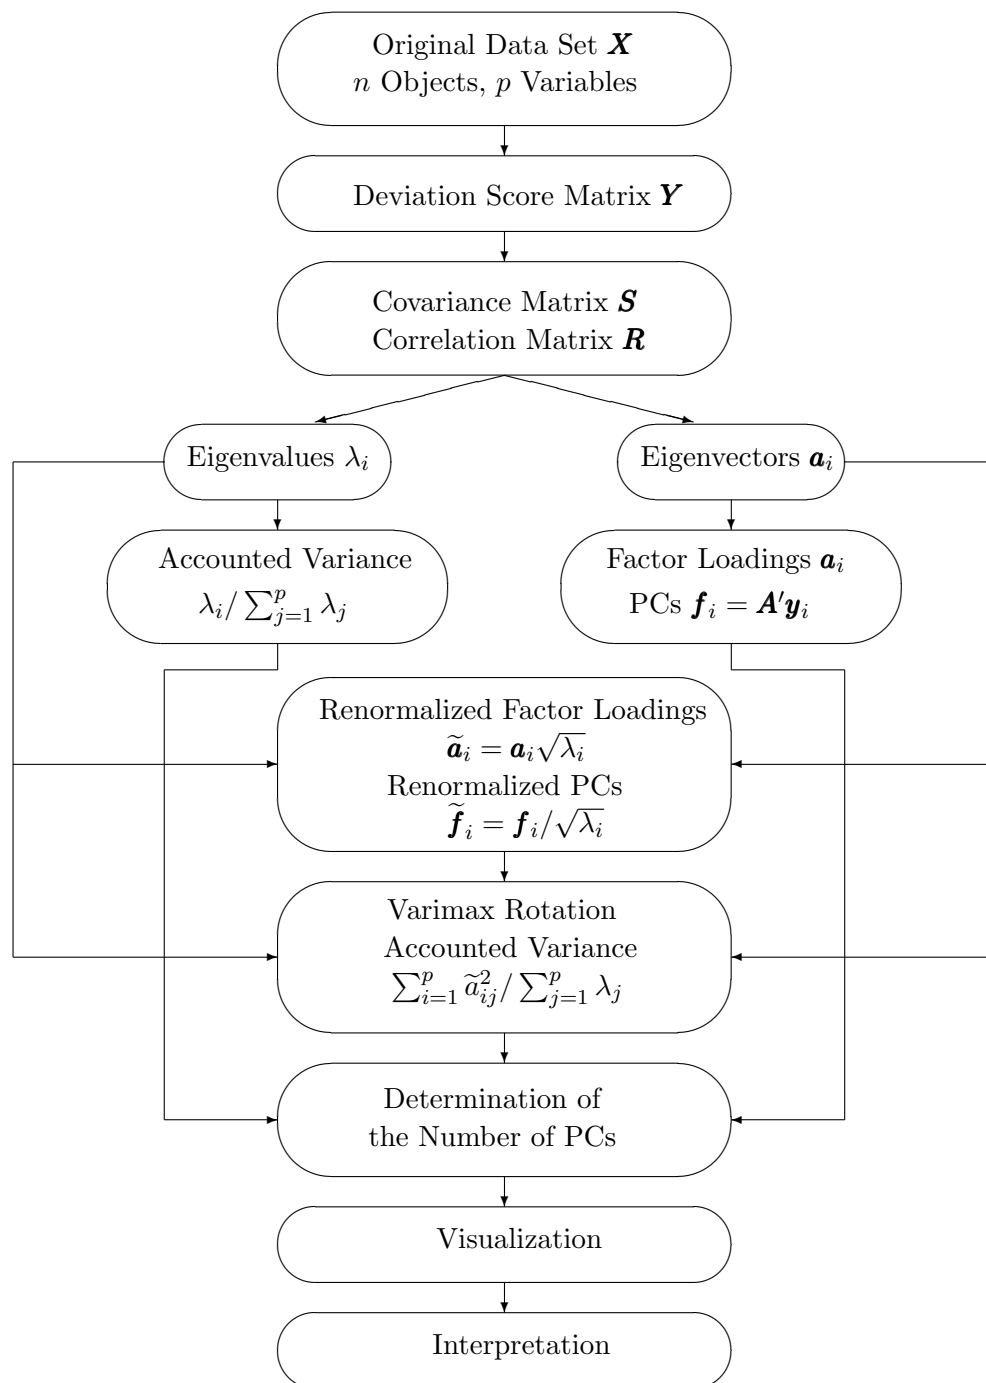 Original Data Set X
n Objects, p Variables
Deviation Score Matrix Y
Covariance Matrix S
Correlation Matrix R
Eigenvalues λ_i
Eigenvectors a_i
Accounted Variance
λ_i/∑_{j=1}^{p} λ_j
Factor Loadings a_i
PCs f_i = A′y_i
Renormalized Factor Loadings
ã_i = a_i√λ_i
Renormalized PCs
f̃_i = f_i/√λ_i
Varimax Rotation
Accounted Variance
∑_{i=1}^{p} ã_{ij}^2/∑_{j=1}^{p} λ_j
Determination of
the Number of PCs
Visualization
Interpretation